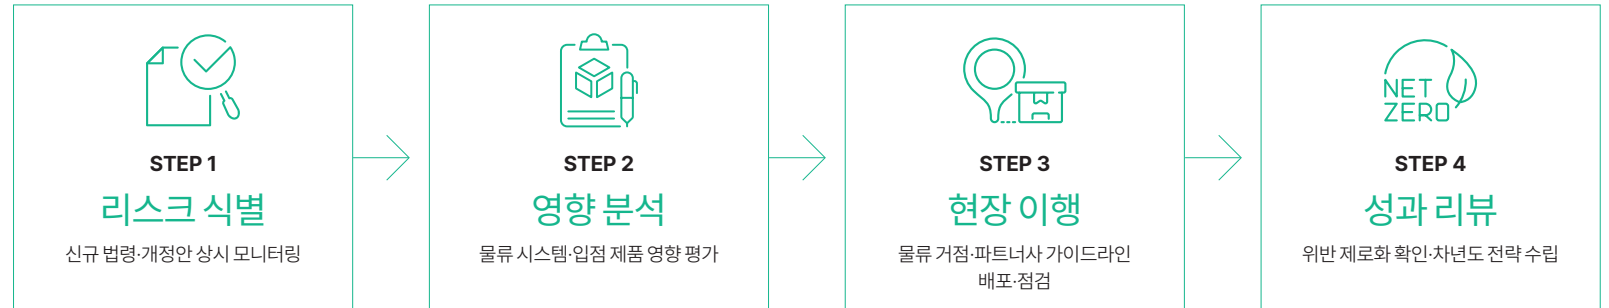 STEP 1
리스크 식별
신규 법령·개정안 상시 모니터링
STEP 2
영향 분석
물류 시스템·입점 제품 영향 평가
STEP 3
현장 이행
물류 거점·파트너사 가이드라인
배포·점검
NET
ZERO
STEP 4
성과 리뷰
위반 제로화 확인·차년도 전략 수립